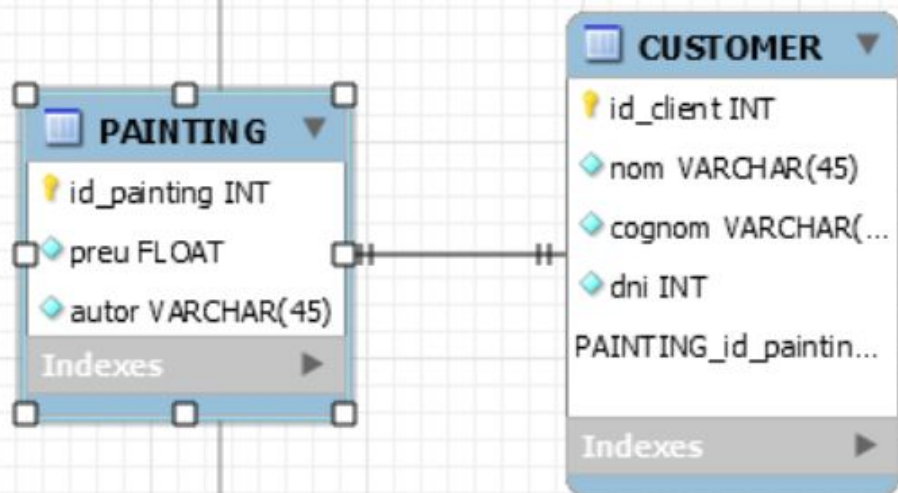 PAINTING
id_painting INT
preu FLOAT
autor VARCHAR(45)
Indexes
CUSTOMER
id_client INT
nom VARCHAR(45)
cognom VARCHAR(...
dni INT
PAINTING_id_paintin...
Indexes